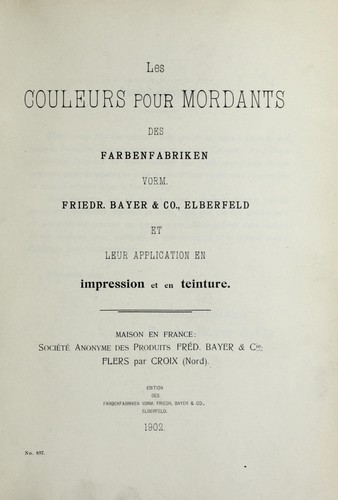 Les
COULEURS POUR MORDANTS
DES
FARBENFABRIKEN
VORM.
FRIEDR. BAYER & CO., ELBERFELD
ET
LEUR APPLICATION EN
impression et en teinture.
MAISON EN FRANCE:
SOCIÉTÉ ANONYME DES PRODUITS FRÉD. BAYER & Cie;
FLERS par CROIX (Nord).
EDITION
DES
FARBENFABRIKEN VORM. FRIEDR. BAYER & CO.,
ELBERFELD.
1902.
No. 697.